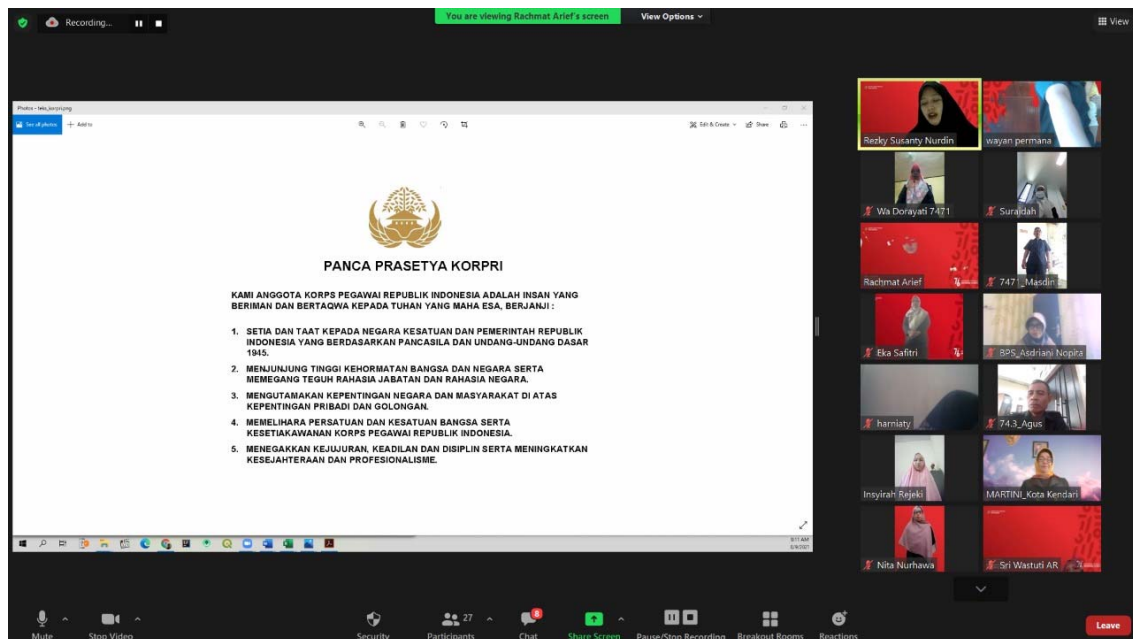 Recording...
You are viewing Rachmat Arief's screen
View Options
View
Photos - teks_korpri.png
See all photos
+ Add to
Edit & Create
Share
PANCA PRASETYA KORPRI
KAMI ANGGOTA KORPS PEGAWAI REPUBLIK INDONESIA ADALAH INSAN YANG
BERIMAN DAN BERTAQWA KEPADA TUHAN YANG MAHA ESA, BERJANJI :
1. SETIA DAN TAAT KEPADA NEGARA KESATUAN DAN PEMERINTAH REPUBLIK
INDONESIA YANG BERDASARKAN PANCASILA DAN UNDANG-UNDANG DASAR
1945.
2. MENJUNJUNG TINGGI KEHORMATAN BANGSA DAN NEGARA SERTA
MEMEGANG TEGUH RAHASIA JABATAN DAN RAHASIA NEGARA.
3. MENGUTAMAKAN KEPENTINGAN NEGARA DAN MASYARAKAT DI ATAS
KEPENTINGAN PRIBADI DAN GOLONGAN.
4. MEMELIHARA PERSATUAN DAN KESATUAN BANGSA SERTA
KESETIAKAWANAN KORPS PEGAWAI REPUBLIK INDONESIA.
5. MENEGAKKAN KEJUJURAN, KEADILAN DAN DISIPLIN SERTA MENINGKATKAN
KESEJAHTERAAN DAN PROFESIONALISME.
8:11 AM
Rezky Susanty Nurdin
wayan permana
Wa Dorayati 7471
Suraidah
Rachmat Arief
7471_Masdin
Eka Safitri
BPS_Asdriani Nopita
harniaty
74.3_Agus
Insyirah Rejeki
MARTINI_Kota Kendari
Nita Nurhawa
Sri Wastuti AR
Mute
Stop Video
Security
27
Participants
8
Chat
Share Screen
Pause/Stop Recording
Breakout Rooms
Reactions
Leave